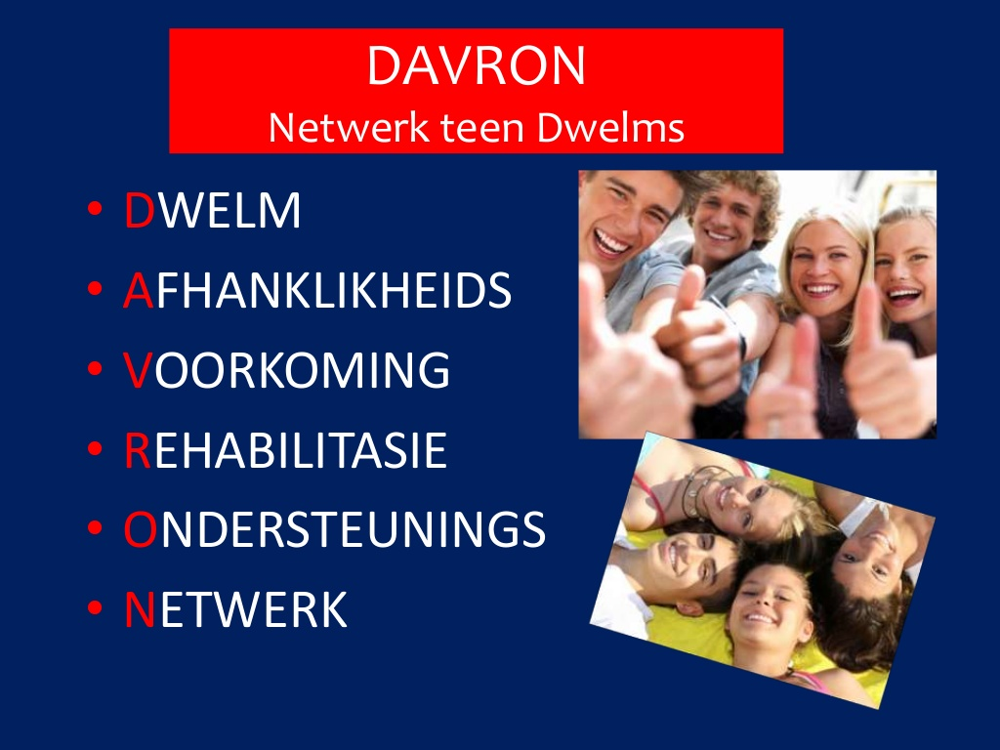 DAVRON
Netwerk teen Dwelms
• DWELM
• AFHANKLIKHEIDS
• VOORKOMING
• REHABILITASIE
• ONDERSTEUNINGS
• NETWERK